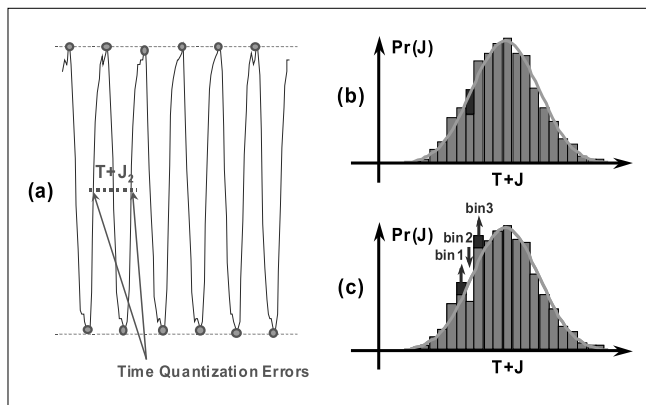 (a)
T+J2
Time Quantization Errors
Pr(J)
(b)
T+J
Pr(J)
bin3
bin2
bin1
(c)
T+J